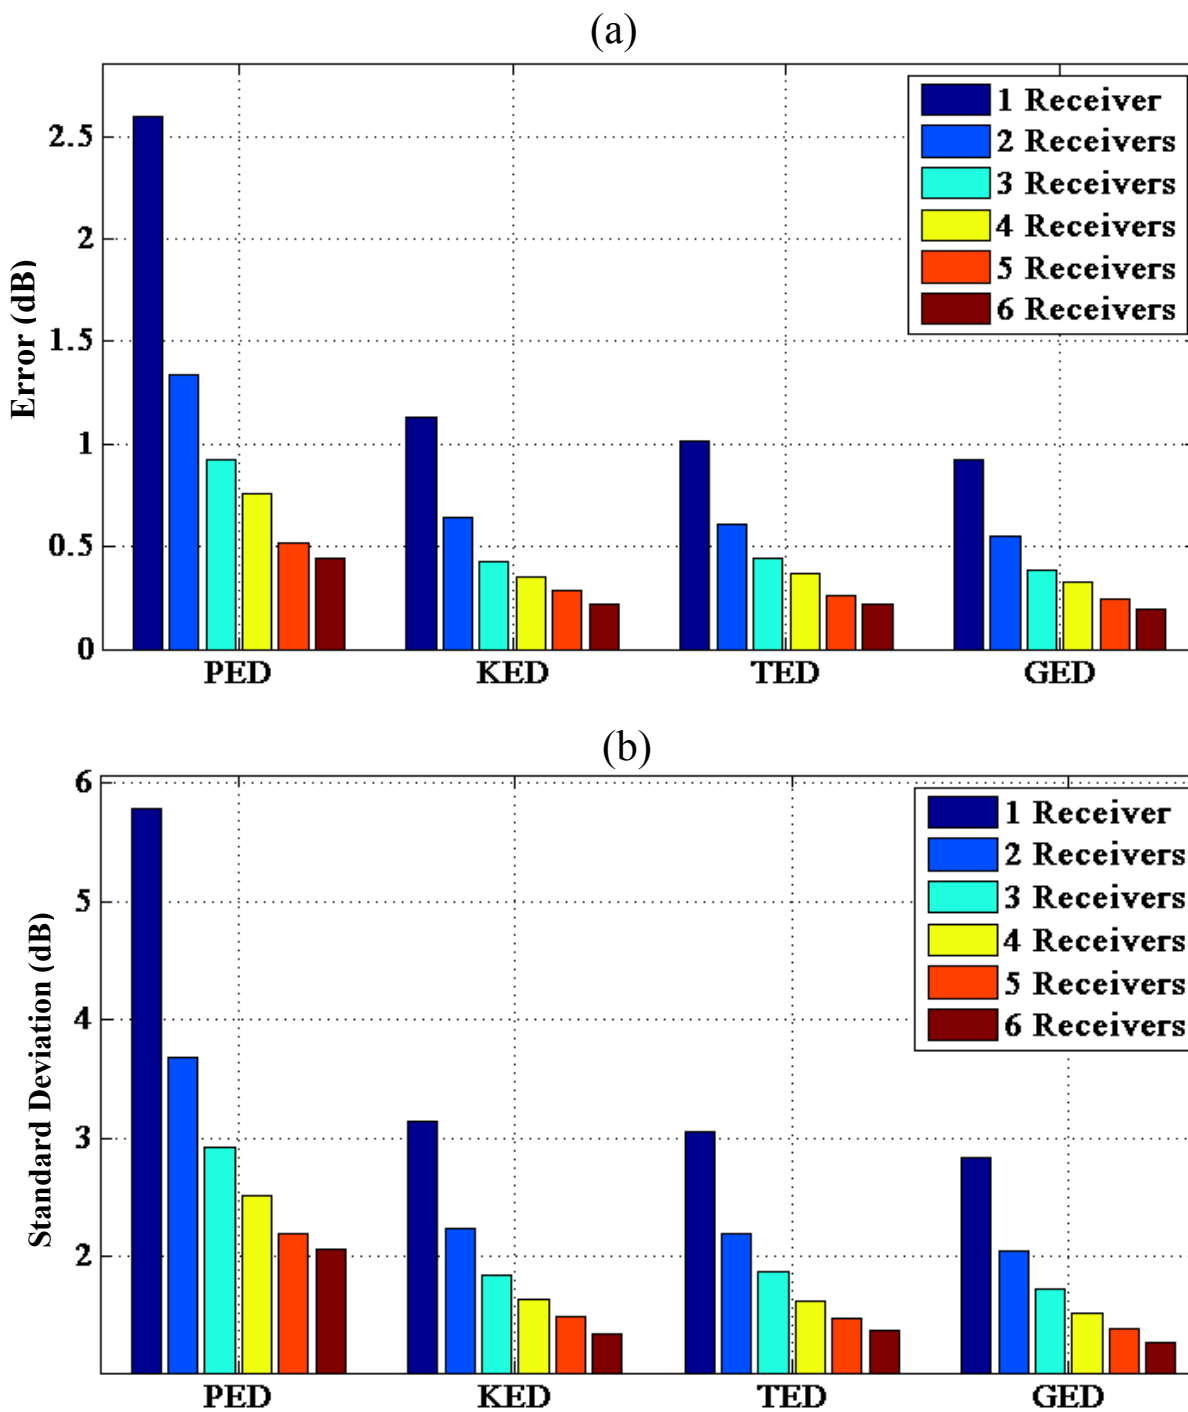 (a)
Error (dB)
2.5
2
1.5
1
0.5
0
PED KED TED GED
1 Receiver
2 Receivers
3 Receivers
4 Receivers
5 Receivers
6 Receivers
(b)
Standard Deviation (dB)
6
5
4
3
2
PED KED TED GED
1 Receiver
2 Receivers
3 Receivers
4 Receivers
5 Receivers
6 Receivers